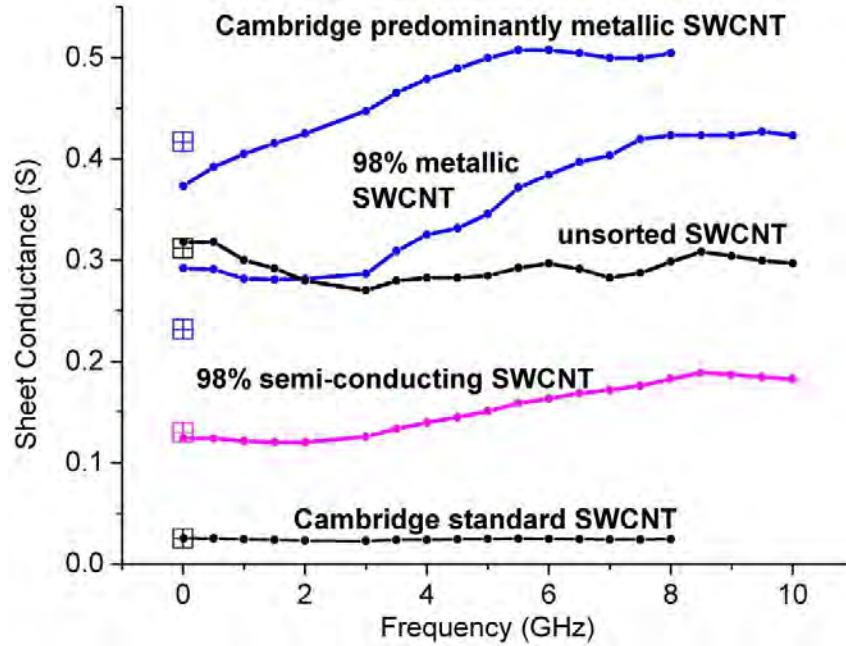 Cambridge predominantly metallic SWCNT
0.5
0.4
98% metallic
SWCNT
unsorted SWCNT
0.3
98% semi-conducting SWCNT
0.2
0.1
Cambridge standard SWCNT
0.0
Sheet Conductance (S)
0 2 4 6 8 10
Frequency (GHz)